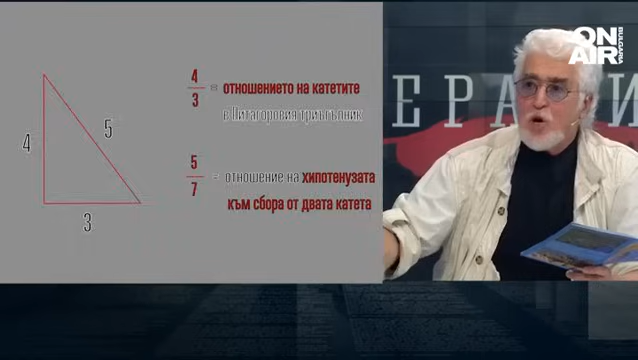 ON
AIR
BULGARIA
4
5
3
4
3
= отношението на катетите
в Питагоровия триъгълник
5
7
= отношение на хипотенузата
към сбора от двата катета